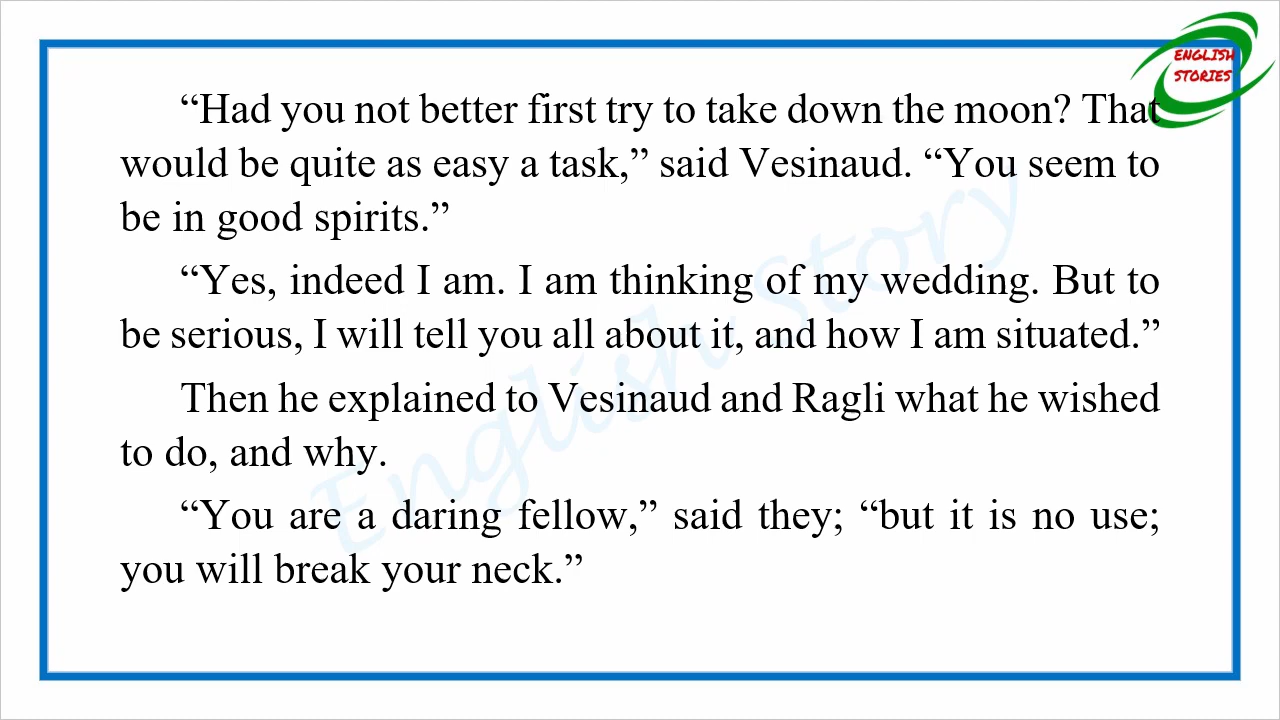 ENGLISH
STORIES
“Had you not better first try to take down the moon? That
would be quite as easy a task,” said Vesinaud. “You seem to
be in good spirits.”
“Yes, indeed I am. I am thinking of my wedding. But to
be serious, I will tell you all about it, and how I am situated.”
Then he explained to Vesinaud and Ragli what he wished
to do, and why.
“You are a daring fellow,” said they; “but it is no use;
you will break your neck.”
English Story